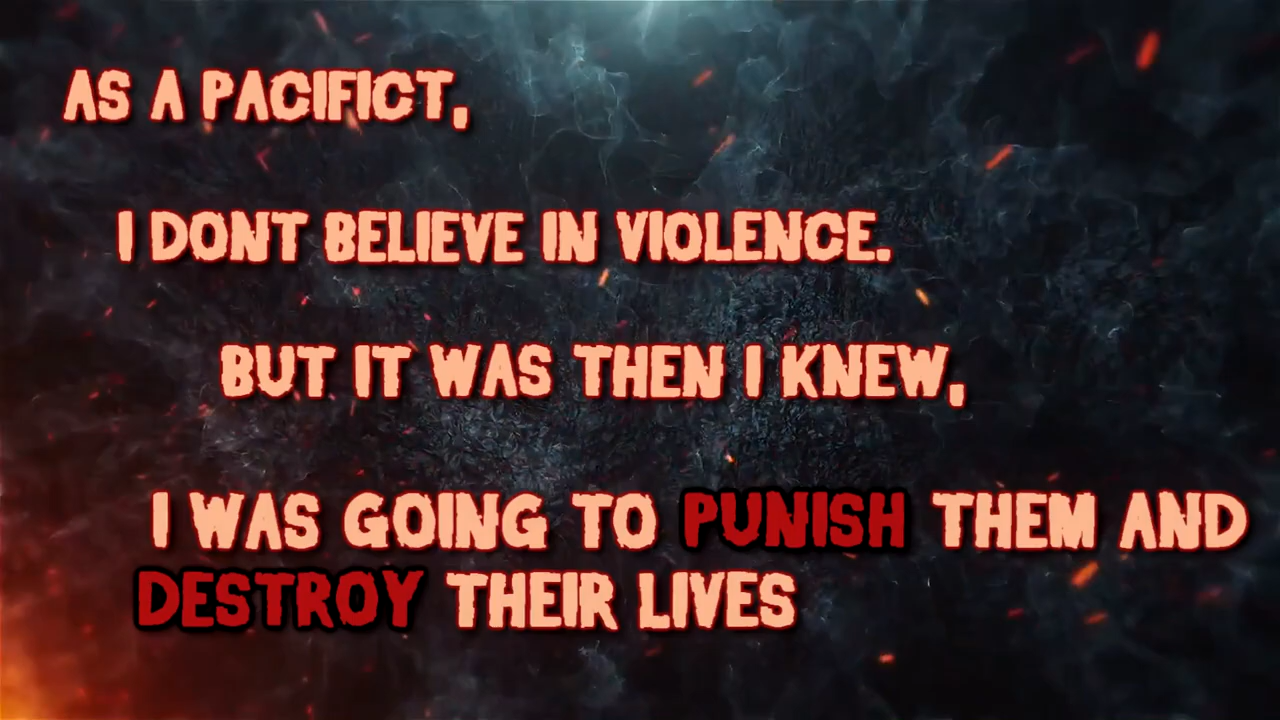 AS A PACIFICT,
I DONT BELIEVE IN VIOLENCE.
BUT IT WAS THEN I KNEW,
I WAS GOING TO PUNISH THEM AND
DESTROY THEIR LIVES